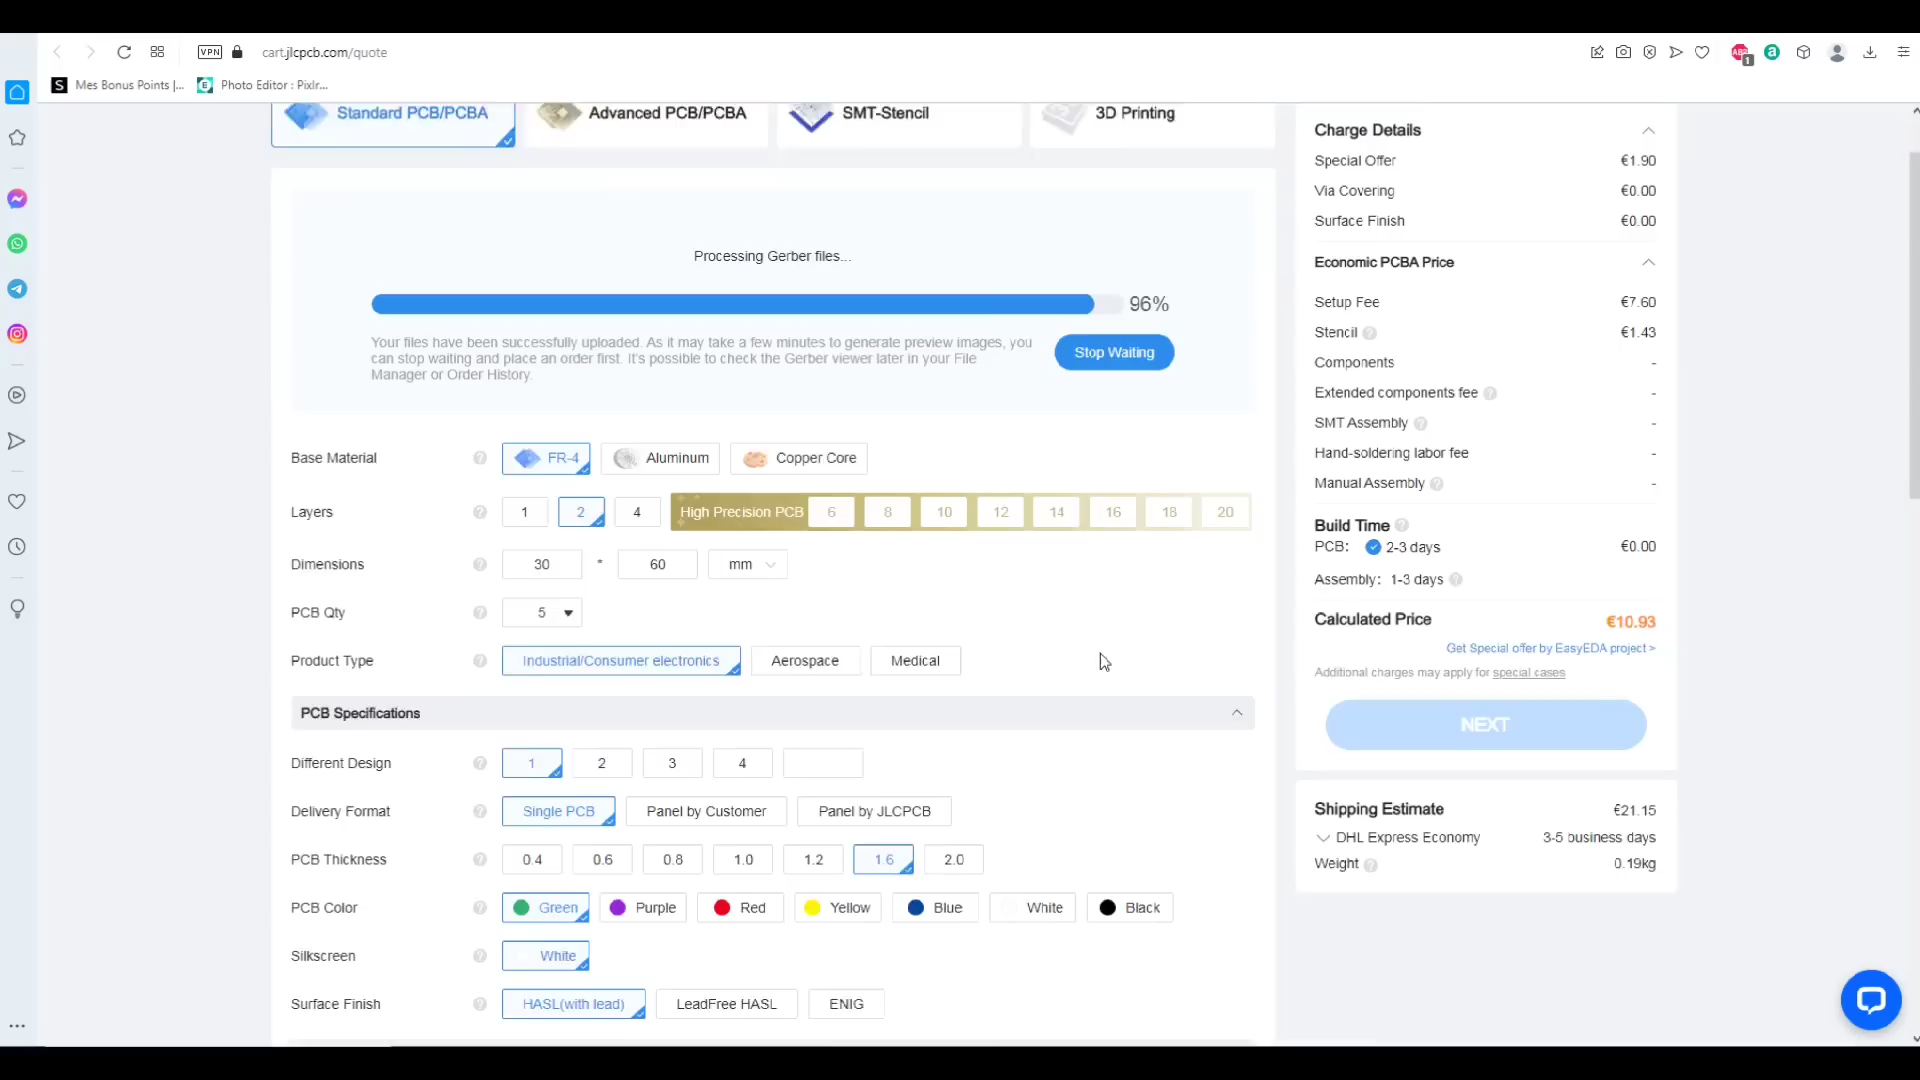 VPN
cart.jlcpcb.com/quote
ABP
1
a
S Mes Bonus Points |...
E Photo Editor : Pixlr...
Standard PCB/PCBA
Advanced PCB/PCBA
SMT-Stencil
3D Printing
Processing Gerber files...
96%
Your files have been successfully uploaded. As it may take a few minutes to generate preview images, you
can stop waiting and place an order first. It's possible to check the Gerber viewer later in your File
Manager or Order History.
Stop Waiting
Base Material ? FR-4 Aluminum Copper Core
Layers ? 1 2 4 High Precision PCB 6 8 10 12 14 16 18 20
Dimensions ? 30 * 60 mm
PCB Qty ? 5
Product Type ? Industrial/Consumer electronics Aerospace Medical
PCB Specifications
Different Design ? 1 2 3 4
Delivery Format ? Single PCB Panel by Customer Panel by JLCPCB
PCB Thickness ? 0.4 0.6 0.8 1.0 1.2 1.6 2.0
PCB Color ? Green Purple Red Yellow Blue White Black
Silkscreen ? White
Surface Finish ? HASL(with lead) LeadFree HASL ENIG
Charge Details
Special Offer €1.90
Via Covering €0.00
Surface Finish €0.00
Economic PCBA Price
Setup Fee €7.60
Stencil ? €1.43
Components -
Extended components fee ? -
SMT Assembly ? -
Hand-soldering labor fee -
Manual Assembly ? -
Build Time ?
PCB: 2-3 days €0.00
Assembly: 1-3 days ?
Calculated Price €10.93
Get Special offer by EasyEDA project >
Additional charges may apply for special cases
NEXT
Shipping Estimate €21.15
DHL Express Economy 3-5 business days
Weight ? 0.19kg